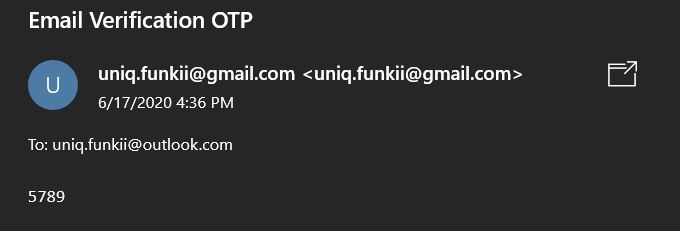 Email Verification OTP
U
uniq.funkii@gmail.com <uniq.funkii@gmail.com>
6/17/2020 4:36 PM
To: uniq.funkii@outlook.com
5789